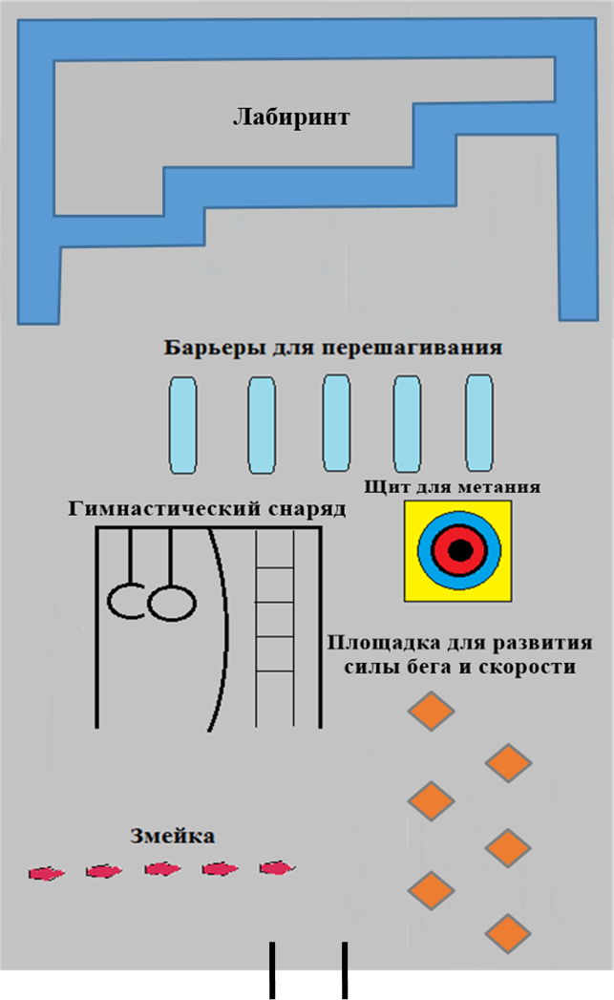 Лабиринт
Барьеры для перешагивания
Щит для метания
Гимнастический снаряд
Площадка для развития
силы бега и скорости
Змейка